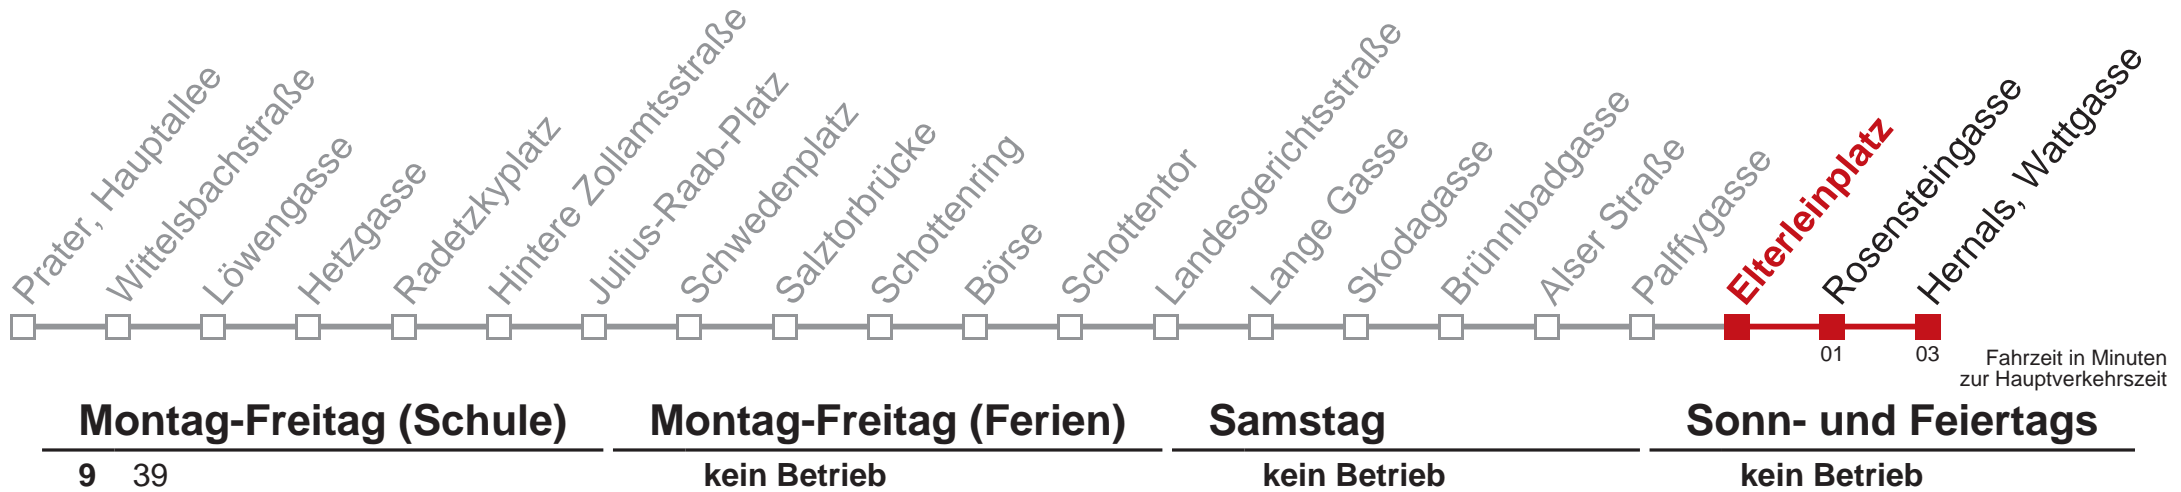 Prater, Hauptallee
Wittelsbachstraße
Löwengasse
Hetzgasse
Radetzkyplatz
Hintere Zollamtsstraße
Julius-Raab-Platz
Schwedenplatz
Salztorbrücke
Schottenring
Börse
Schottentor
Landesgerichtsstraße
Lange Gasse
Skodagasse
Brünnlbadgasse
Alser Straße
Palffygasse
Elterleinplatz
Rosensteingasse
Hernals, Wattgasse
01 03
Fahrzeit in Minuten
zur Hauptverkehrszeit
Montag-Freitag (Schule) Montag-Freitag (Ferien) Samstag Sonn- und Feiertags
9 39 kein Betrieb kein Betrieb kein Betrieb